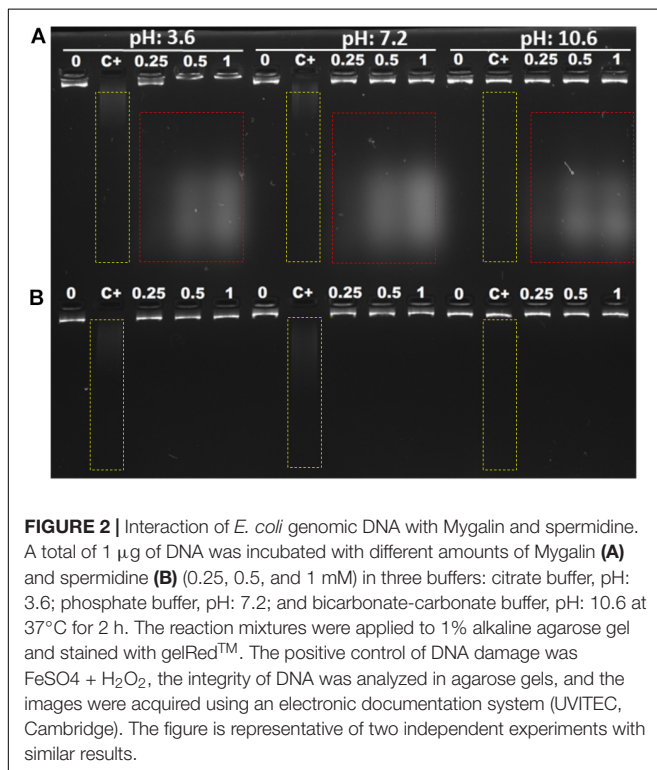 A
pH: 3.6 pH: 7.2 pH: 10.6
0 C+ 0.25 0.5 1 0 C+ 0.25 0.5 1 0 C+ 0.25 0.5 1
B
0 C+ 0.25 0.5 1 0 C+ 0.25 0.5 1 0 C+ 0.25 0.5 1
FIGURE 2 | Interaction of E. coli genomic DNA with Mygalin and spermidine.
A total of 1 μg of DNA was incubated with different amounts of Mygalin (A)
and spermidine (B) (0.25, 0.5, and 1 mM) in three buffers: citrate buffer, pH:
3.6; phosphate buffer, pH: 7.2; and bicarbonate-carbonate buffer, pH: 10.6 at
37°C for 2 h. The reaction mixtures were applied to 1% alkaline agarose gel
and stained with gelRed™. The positive control of DNA damage was
FeSO4 + H₂O₂, the integrity of DNA was analyzed in agarose gels, and the
images were acquired using an electronic documentation system (UVITEC,
Cambridge). The figure is representative of two independent experiments with
similar results.